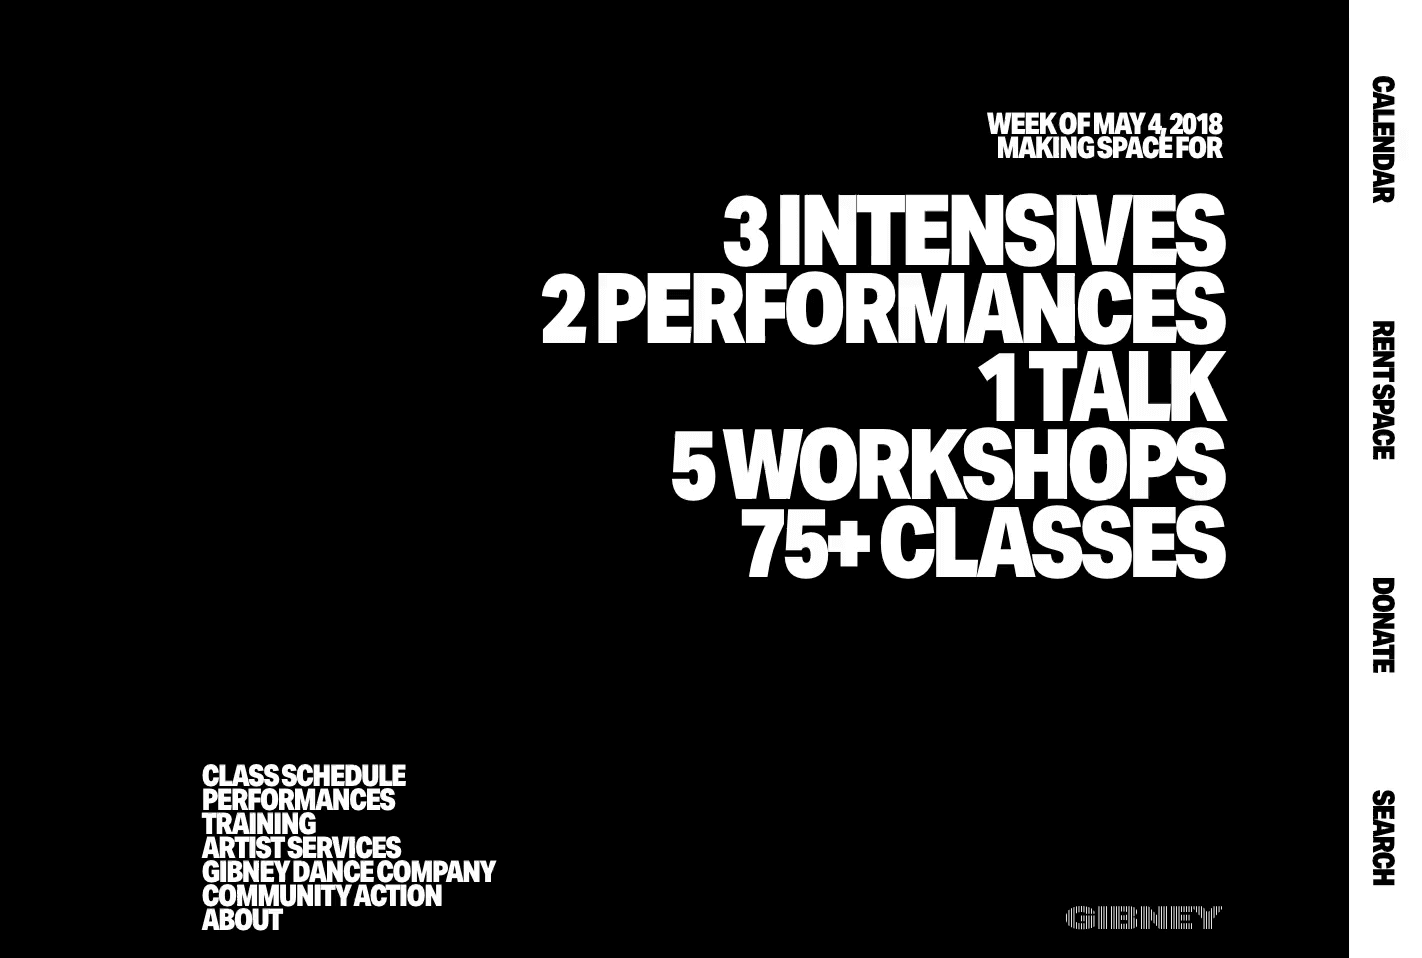 WEEK OF MAY 4, 2018
MAKING SPACE FOR
3 INTENSIVES
2 PERFORMANCES
1 TALK
5 WORKSHOPS
75+ CLASSES
CLASS SCHEDULE
PERFORMANCES
TRAINING
ARTIST SERVICES
GIBNEY DANCE COMPANY
COMMUNITY ACTION
ABOUT
GIBNEY
CALENDAR
RENT SPACE
DONATE
SEARCH